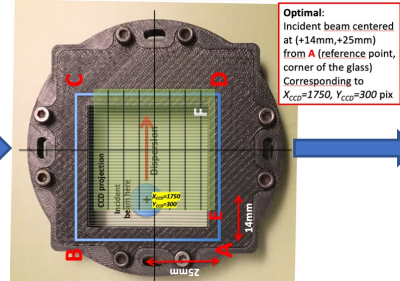 Optimal:
Incident beam centered
at (+14mm,+25mm)
from A (reference point,
corner of the glass)
Corresponding to
XCCD=1750, YCCD=300 pix
C
D
F
CCD projection
Incident
beam here
Dispersion
XCCD=1750
YCCD=300
E
14mm
B
A
25mm